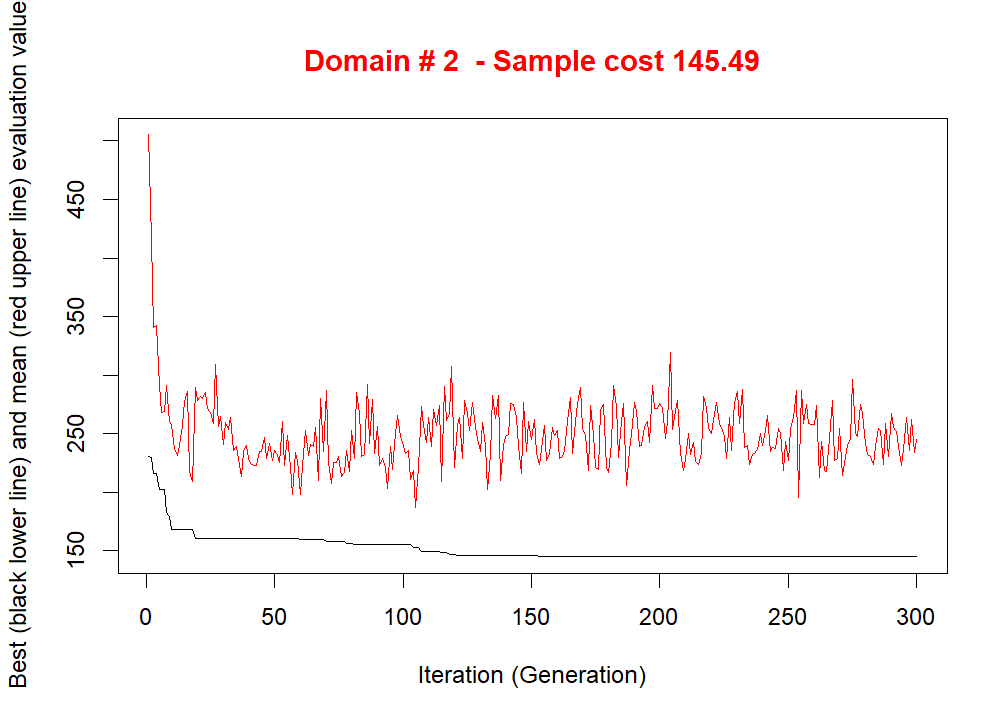 Domain # 2  - Sample cost 145.49
Best (black lower line) and mean (red upper line) evaluation value
450
350
250
150
0 50 100 150 200 250 300
Iteration (Generation)